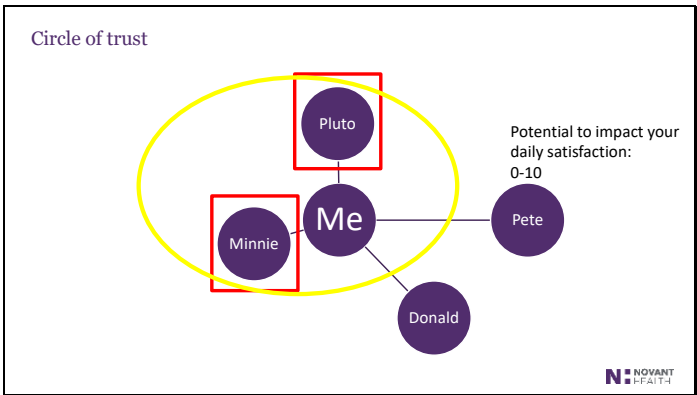 Circle of trust
Pluto
Potential to impact your
daily satisfaction:
0-10
Me
Pete
Minnie
Donald
N
NOVANT
HEALTH